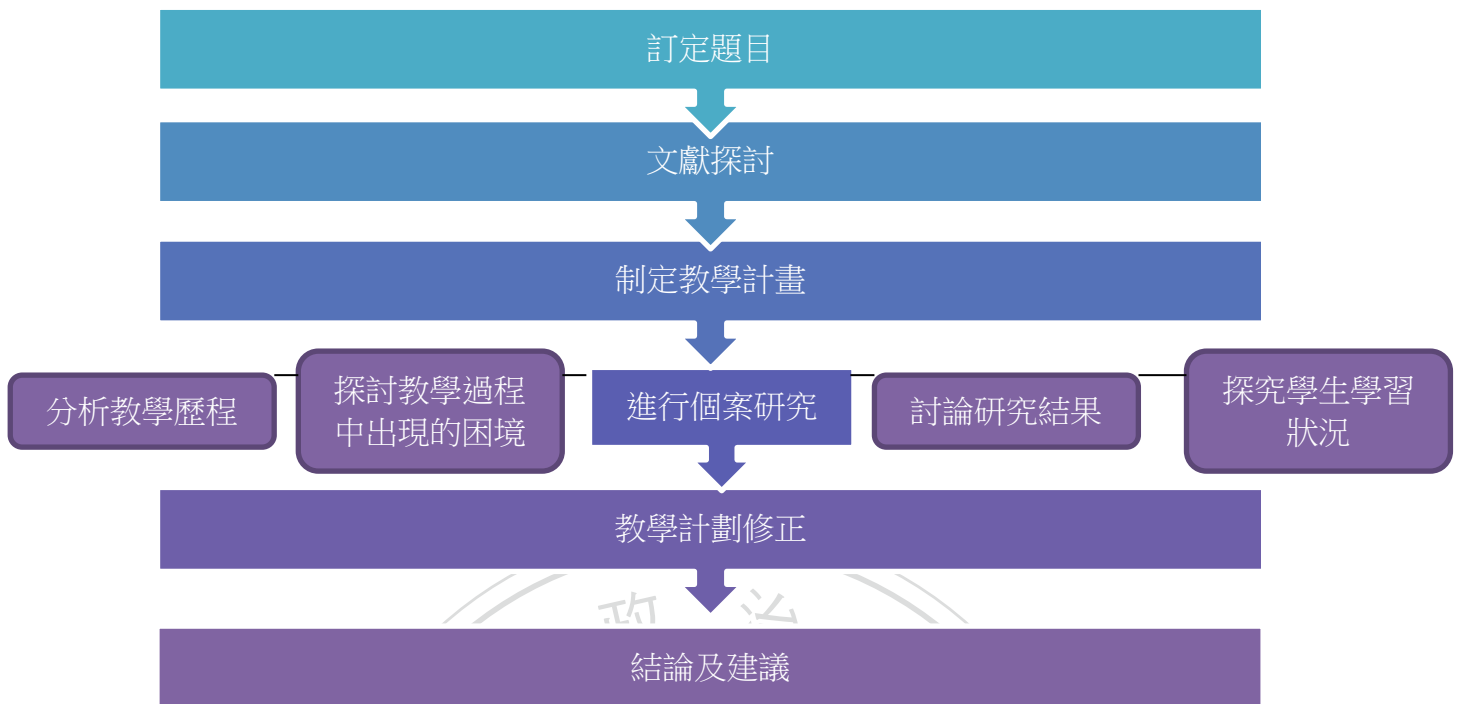 訂定題目
文獻探討
制定教學計畫
分析教學歷程
探討教學過程
中出現的困境
進行個案研究
討論研究結果
探究學生學習
狀況
教學計劃修正
政 治
結論及建議